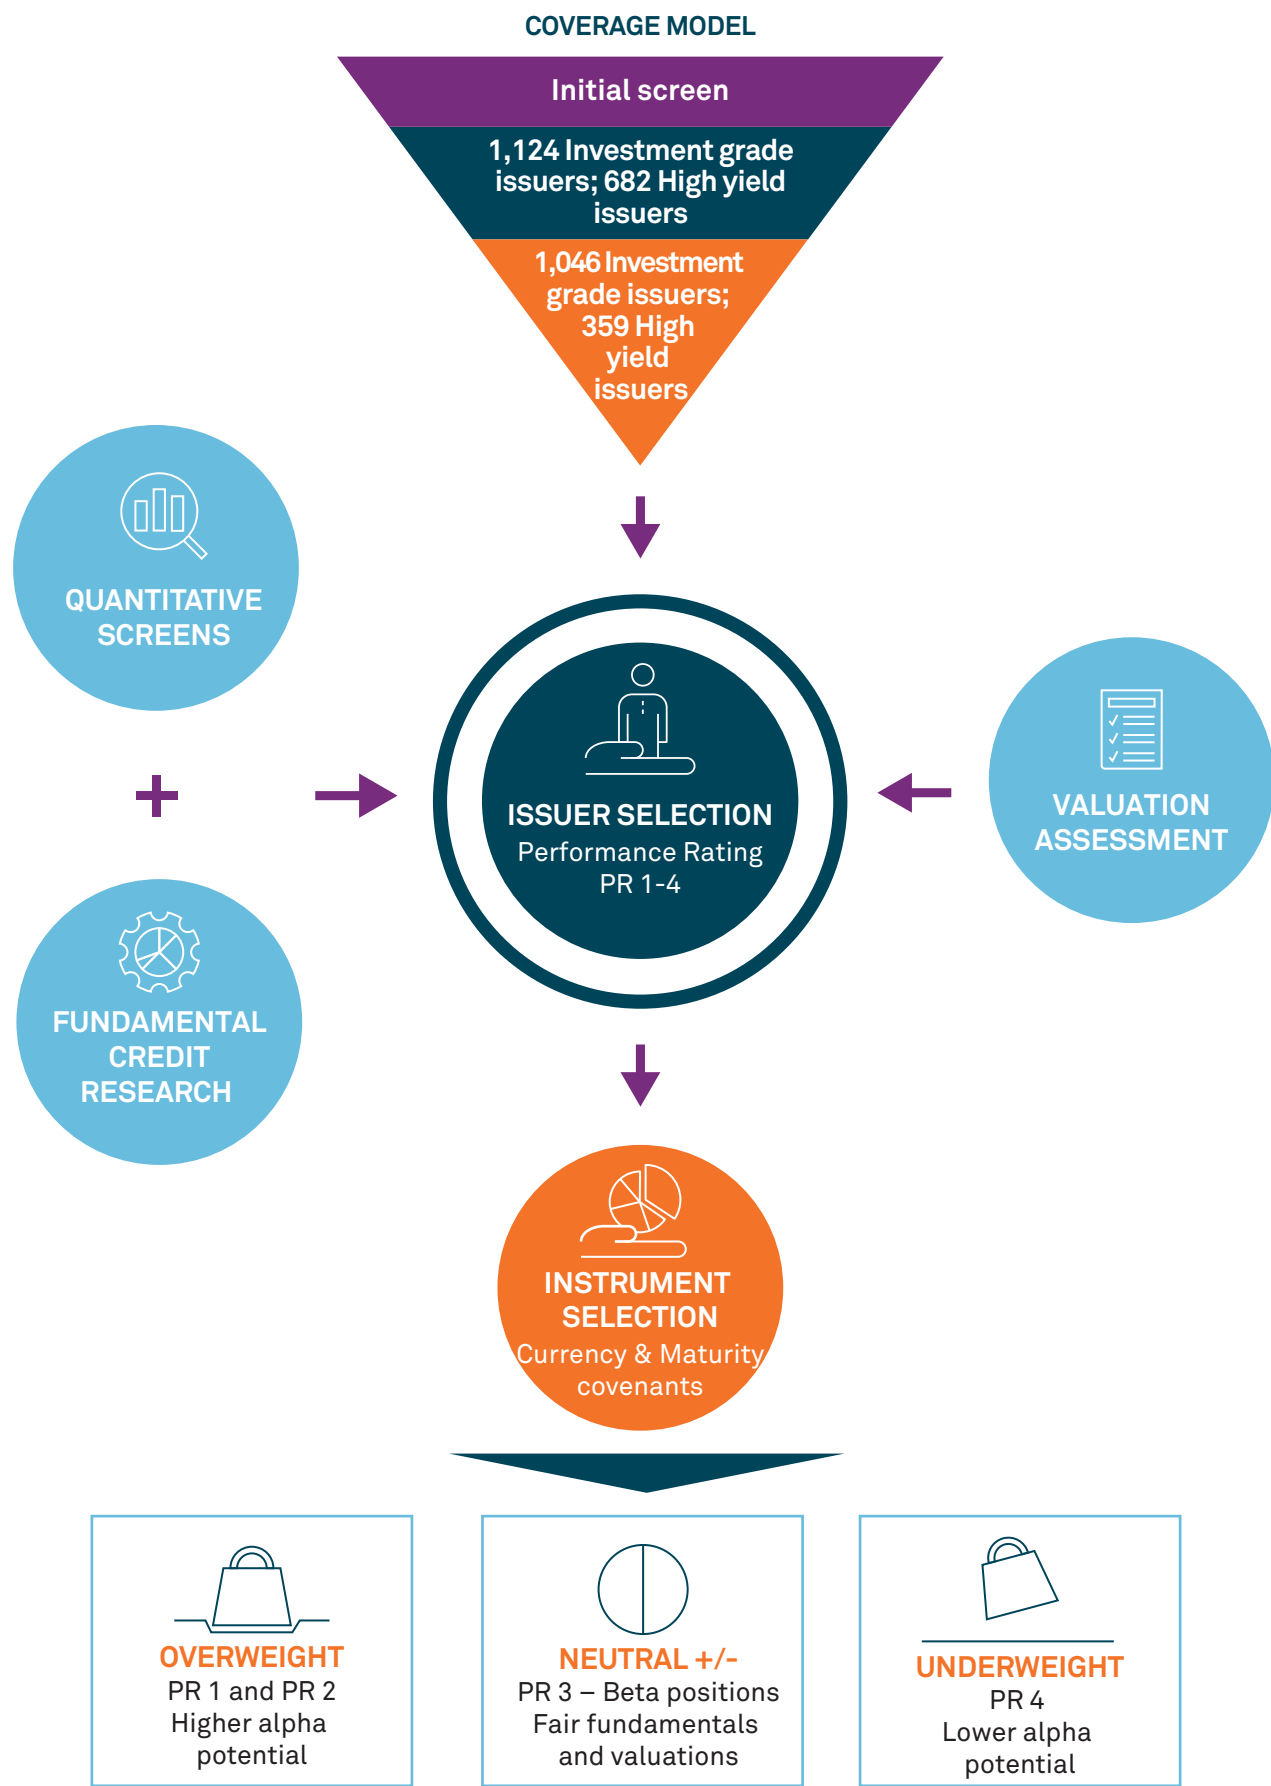 COVERAGE MODEL
Initial screen
1,124 Investment grade
issuers; 682 High yield
issuers
1,046 Investment
grade issuers;
359 High
yield
issuers
QUANTITATIVE
SCREENS
FUNDAMENTAL
CREDIT
RESEARCH
ISSUER SELECTION
Performance Rating
PR 1-4
VALUATION
ASSESSMENT
INSTRUMENT
SELECTION
Currency & Maturity
covenants
OVERWEIGHT
PR 1 and PR 2
Higher alpha
potential
NEUTRAL +/-
PR 3 – Beta positions
Fair fundamentals
and valuations
UNDERWEIGHT
PR 4
Lower alpha
potential